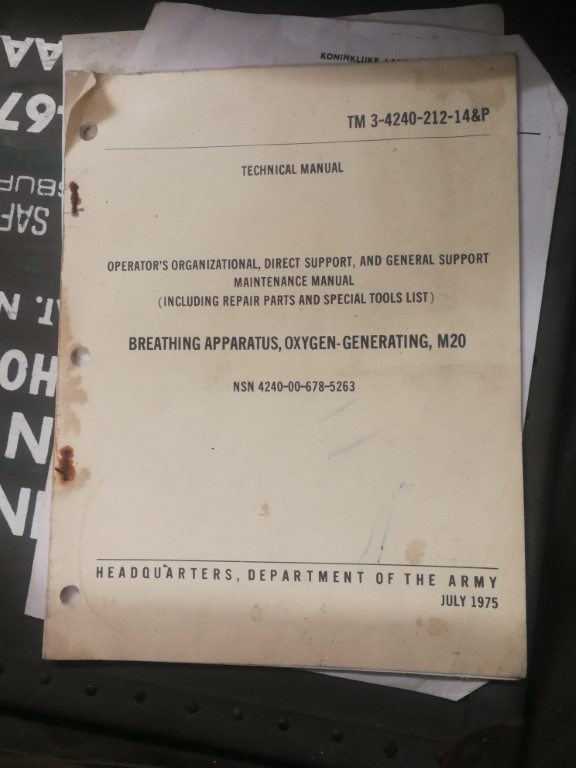 KONINKLIJKE
TM 3-4240-212-14&P
TECHNICAL MANUAL
OPERATOR'S ORGANIZATIONAL, DIRECT SUPPORT, AND GENERAL SUPPORT
MAINTENANCE MANUAL
(INCLUDING REPAIR PARTS AND SPECIAL TOOLS LIST)
BREATHING APPARATUS, OXYGEN-GENERATING, M20
NSN 4240-00-678-5263
HEADQUARTERS, DEPARTMENT OF THE ARMY
JULY 1975